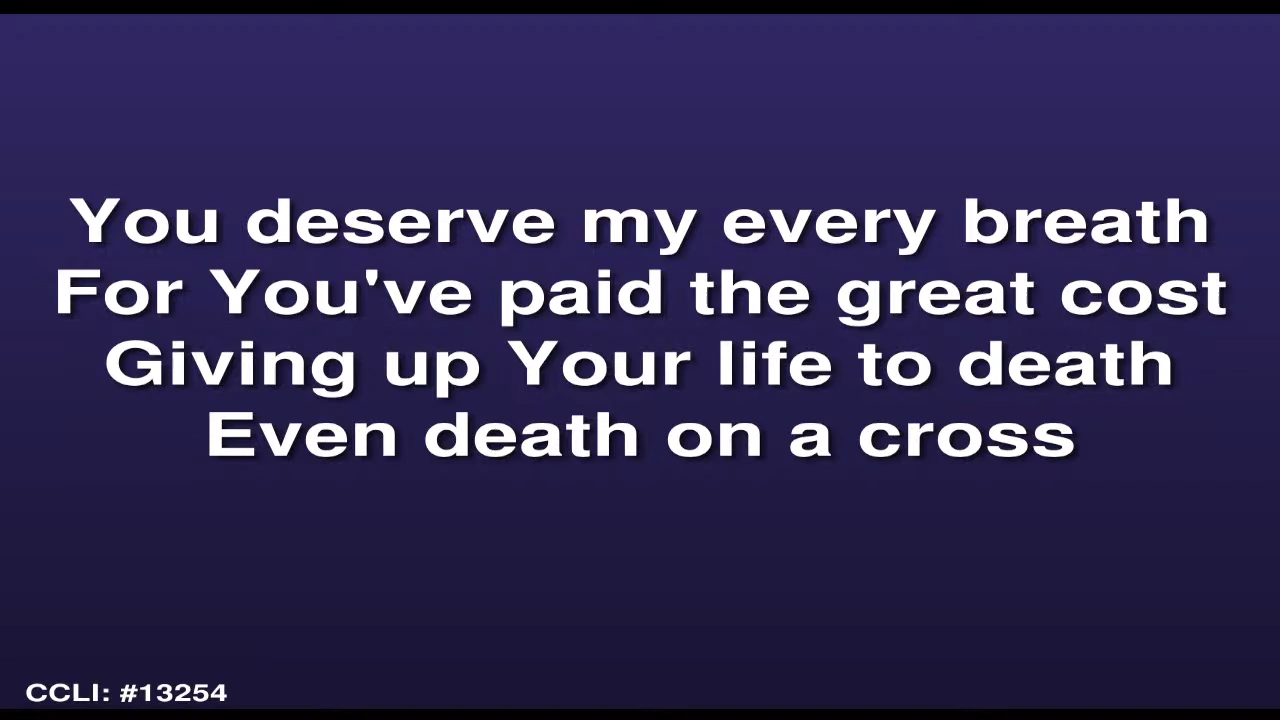 You deserve my every breath
For You've paid the great cost
Giving up Your life to death
Even death on a cross
CCLI: #13254